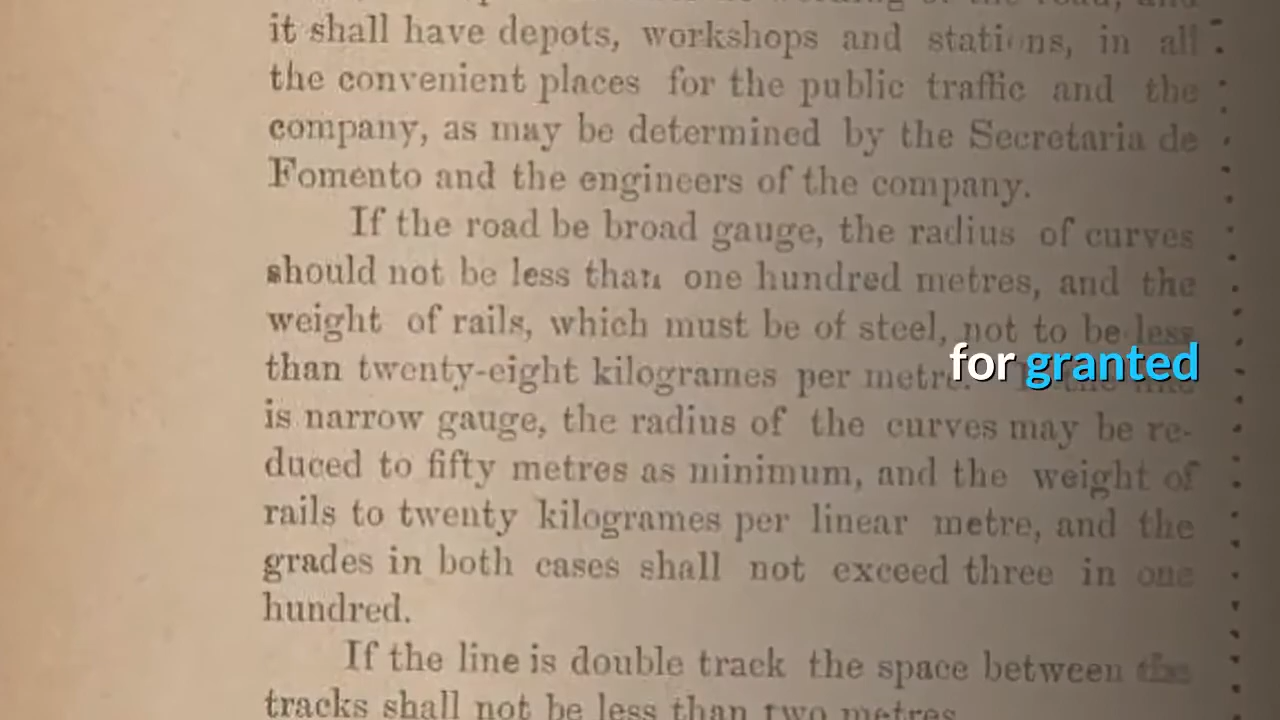 it shall have depots, workshops and stations, in all
the convenient places for the public traffic and the
company, as may be determined by the Secretaria de
Fomento and the engineers of the company.
If the road be broad gauge, the radius of curves
should not be less than one hundred metres, and the
weight of rails, which must be of steel, not to be less
for granted
than twenty-eight kilogrames per metre.
is narrow gauge, the radius of the curves may be re-
duced to fifty metres as minimum, and the weight of
rails to twenty kilogrames per linear metre, and the
grades in both cases shall not exceed three in one
hundred.
If the line is double track the space between the
tracks shall not be less than two metres